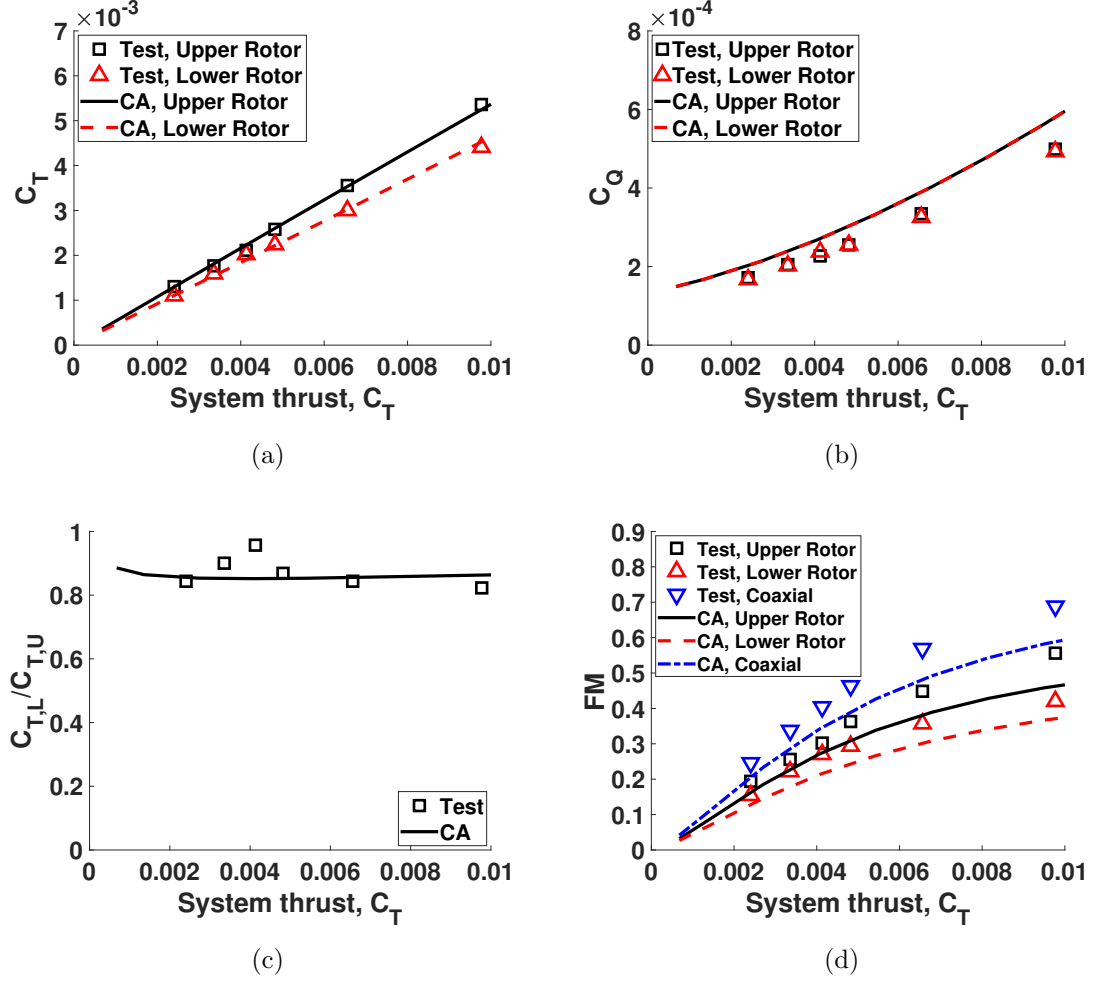 ×10^-3
7
6
5
4
3
2
1
0
C_T
Test, Upper Rotor
Test, Lower Rotor
CA, Upper Rotor
CA, Lower Rotor
0 0.002 0.004 0.006 0.008 0.01
System thrust, C_T
(a)
×10^-4
8
6
4
2
0
C_Q
Test, Upper Rotor
Test, Lower Rotor
CA, Upper Rotor
CA, Lower Rotor
0 0.002 0.004 0.006 0.008 0.01
System thrust, C_T
(b)
1
0.8
0.6
0.4
0.2
0
C_T,L/C_T,U
Test
CA
0 0.002 0.004 0.006 0.008 0.01
System thrust, C_T
(c)
0.9
0.8
0.7
0.6
0.5
0.4
0.3
0.2
0.1
0
FM
Test, Upper Rotor
Test, Lower Rotor
Test, Coaxial
CA, Upper Rotor
CA, Lower Rotor
CA, Coaxial
0 0.002 0.004 0.006 0.008 0.01
System thrust, C_T
(d)